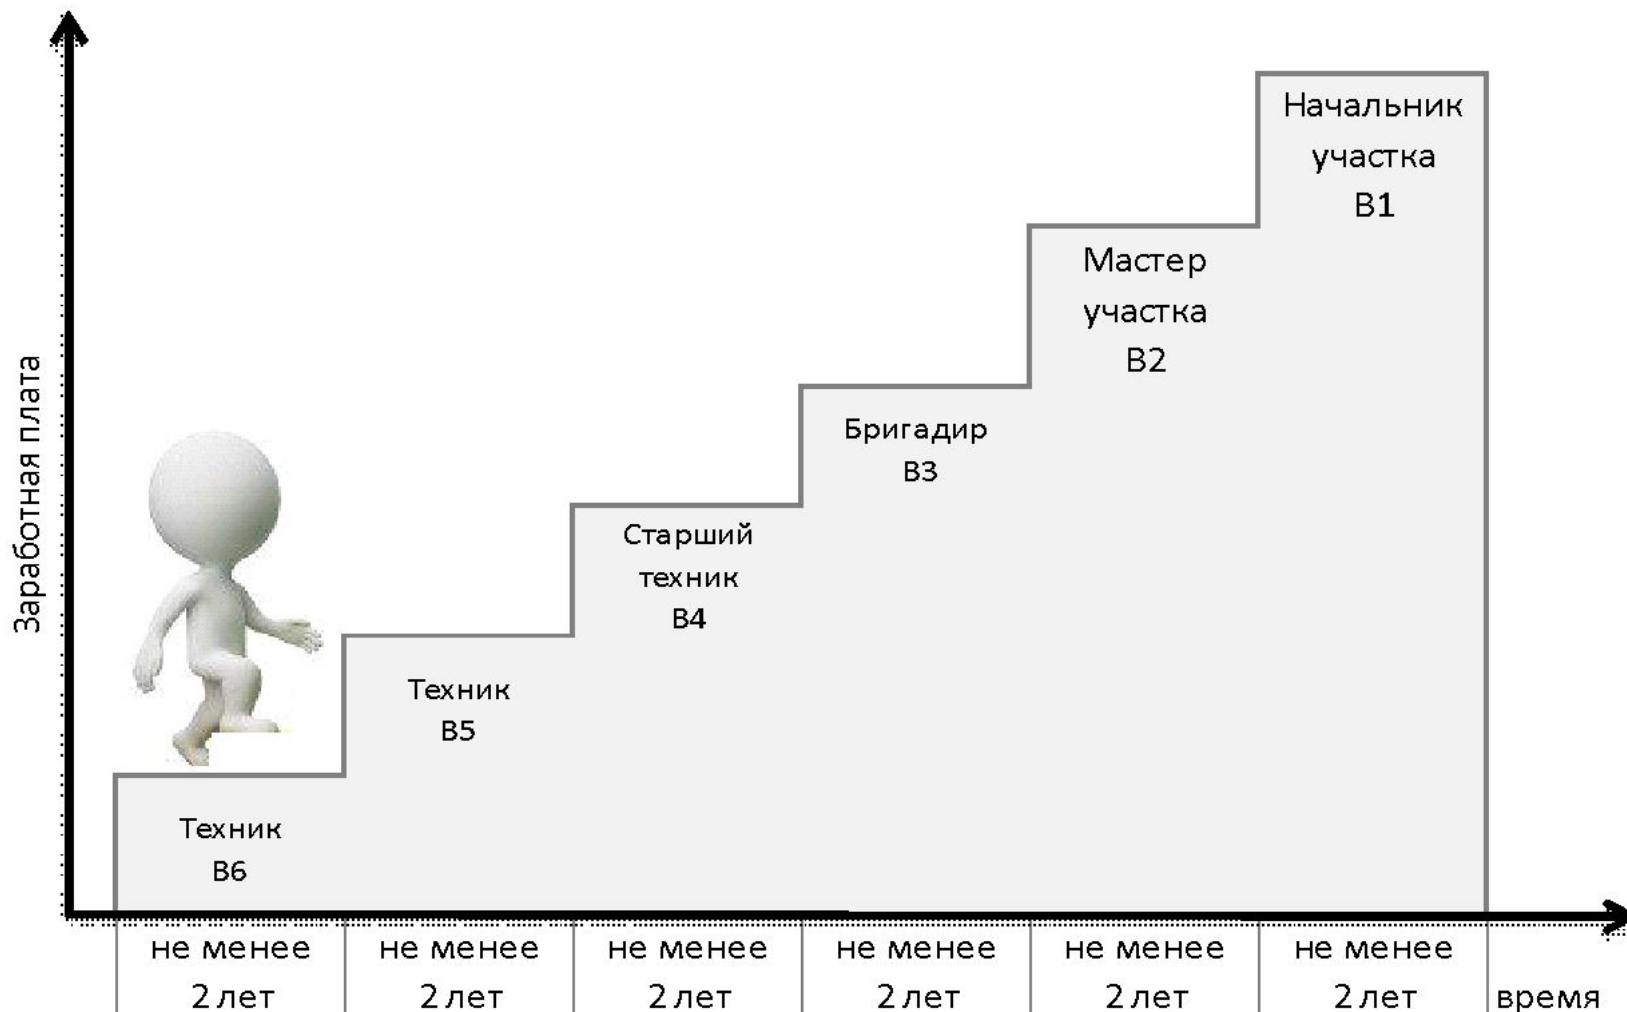 Заработная плата
Начальник
участка
В1
Мастер
участка
В2
Бригадир
В3
Старший
техник
В4
Техник
В5
Техник
В6
не менее
2 лет
не менее
2 лет
не менее
2 лет
не менее
2 лет
не менее
2 лет
не менее
2 лет
время